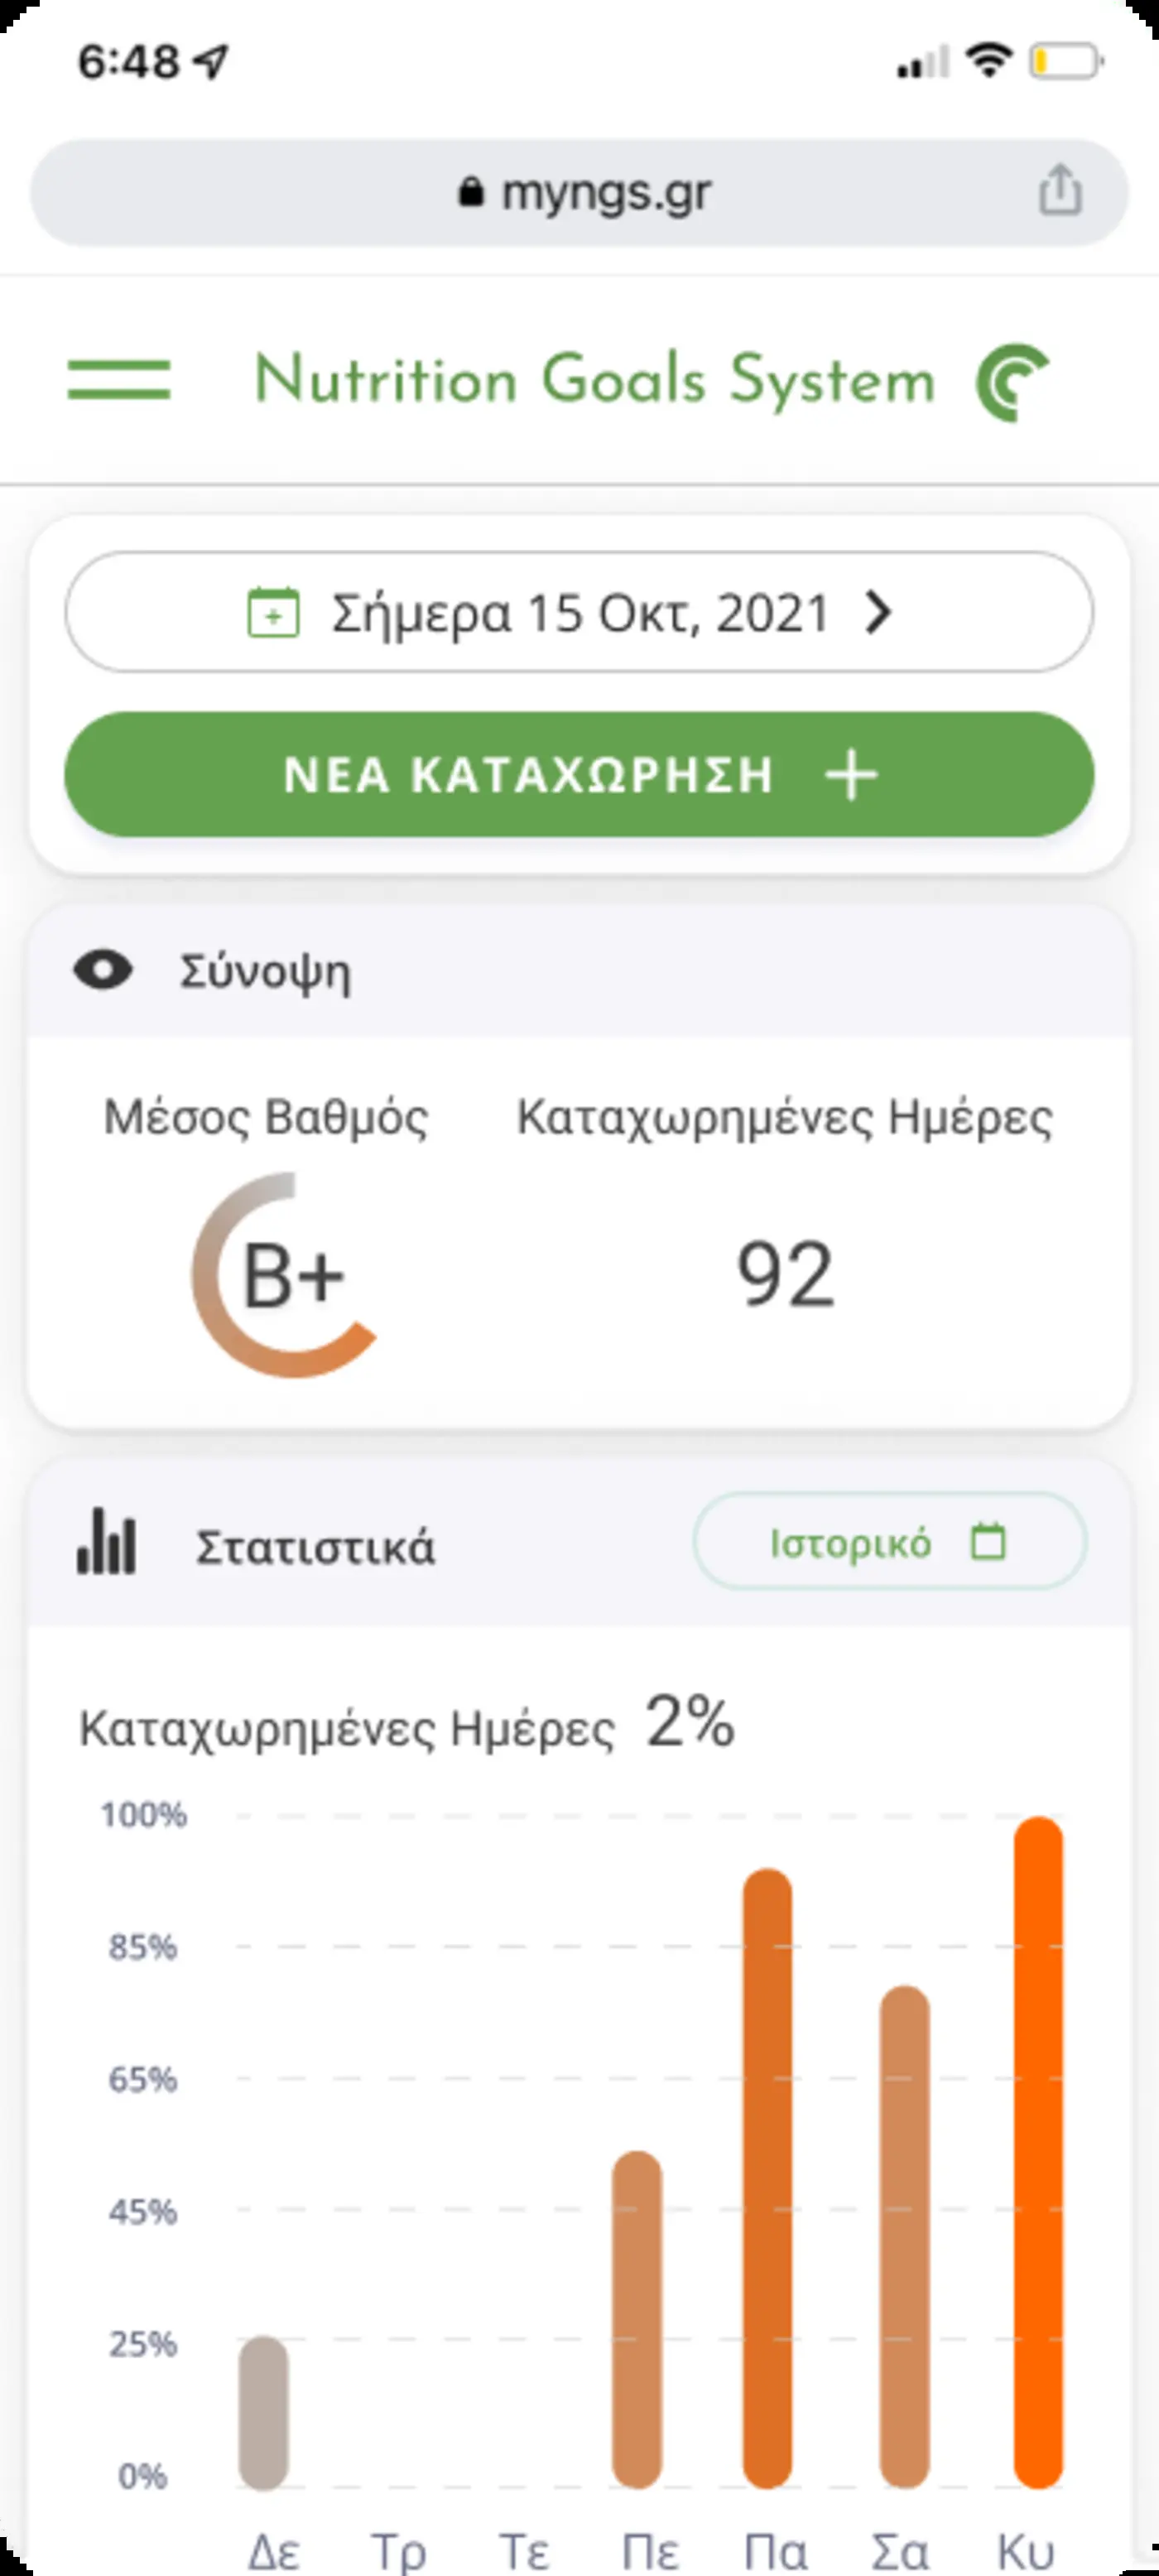 6:48
myngs.gr
Nutrition Goals System
Σήμερα 15 Οκτ, 2021
ΝΕΑ ΚΑΤΑΧΩΡΗΣΗ +
Σύνοψη
Μέσος Βαθμός Καταχωρημένες Ημέρες
B+ 92
Στατιστικά Ιστορικό
Καταχωρημένες Ημέρες 2%
100%
85%
65%
45%
25%
0%
Δε Τρ Τε Πε Πα Σα Κυ